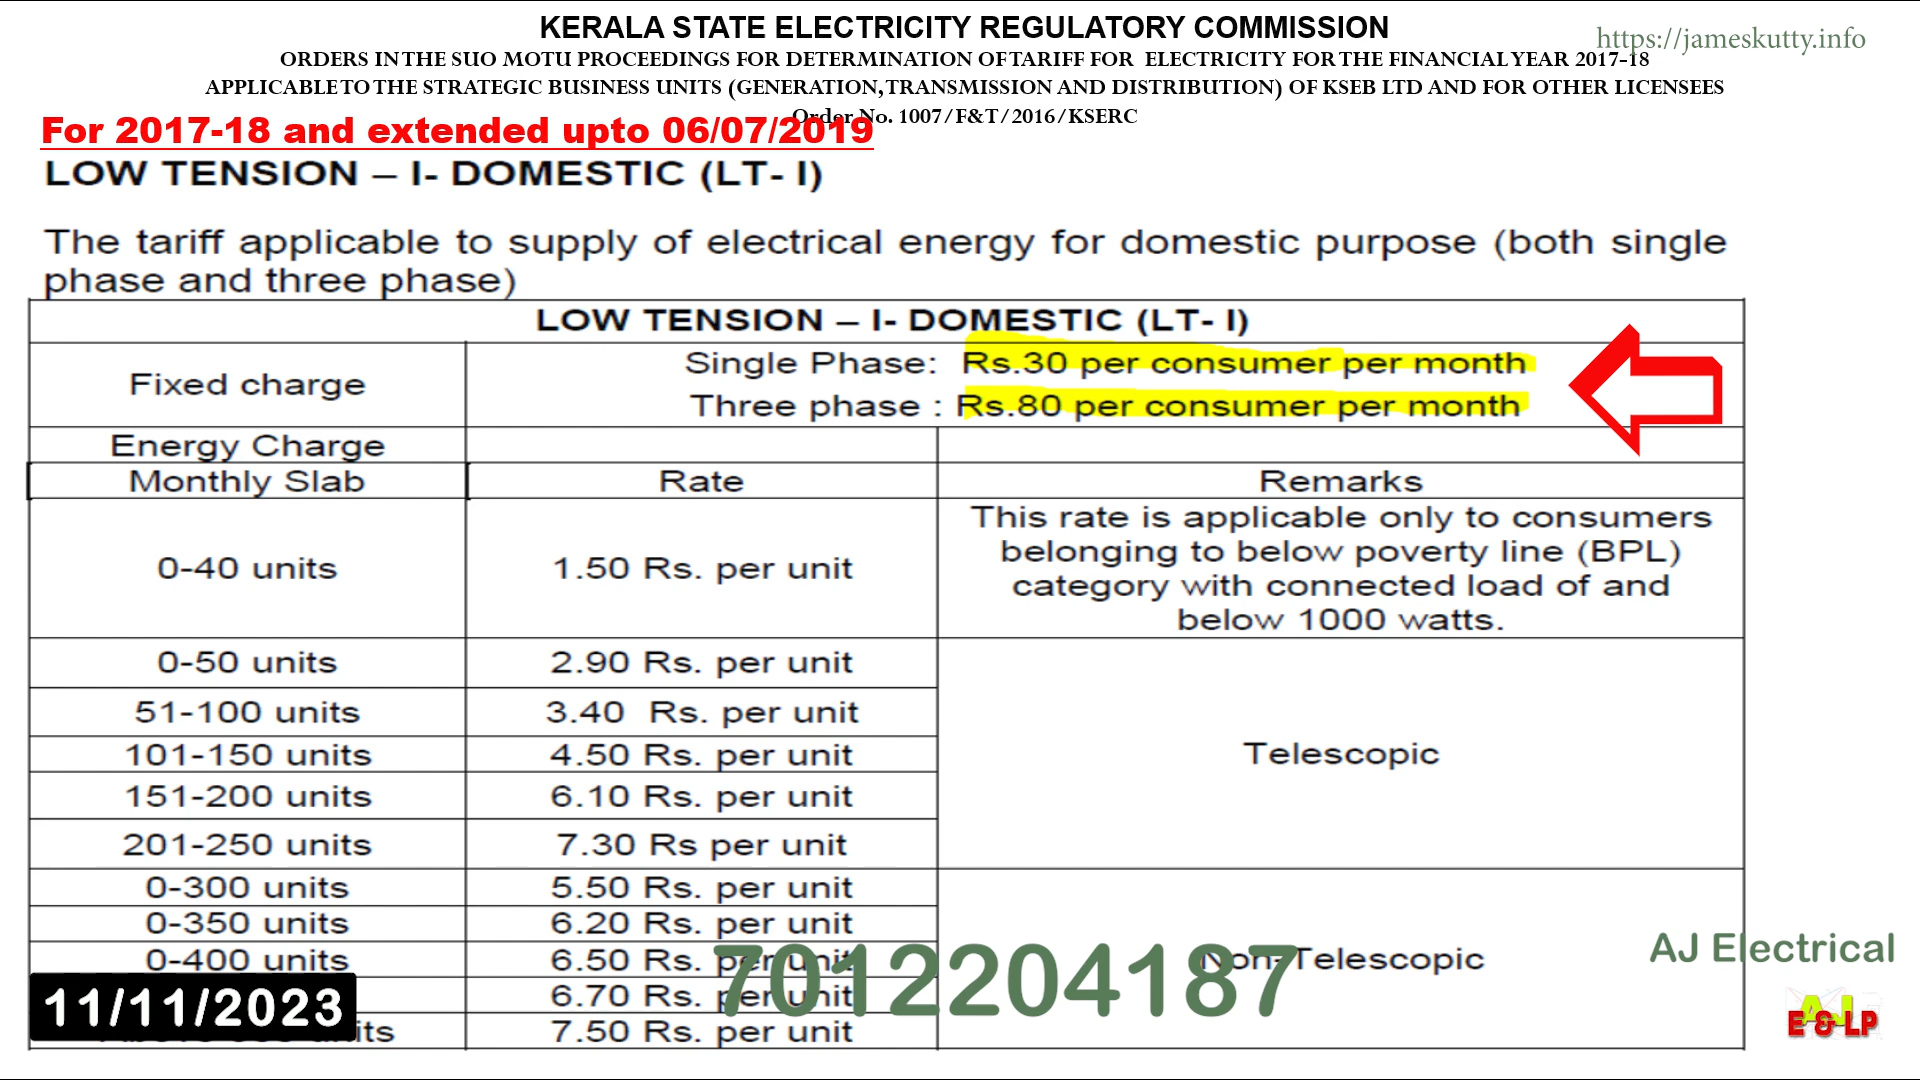 KERALA STATE ELECTRICITY REGULATORY COMMISSION
https://jameskutty.info
ORDERS IN THE SUO MOTU PROCEEDINGS FOR DETERMINATION OF TARIFF FOR ELECTRICITY FOR THE FINANCIAL YEAR 2017-18
APPLICABLE TO THE STRATEGIC BUSINESS UNITS (GENERATION, TRANSMISSION AND DISTRIBUTION) OF KSEB LTD AND FOR OTHER LICENSEES
Order No. 1007/F&T/2016/KSERC
For 2017-18 and extended upto 06/07/2019
LOW TENSION – I- DOMESTIC (LT- I)
The tariff applicable to supply of electrical energy for domestic purpose (both single
phase and three phase)
LOW TENSION – I- DOMESTIC (LT- I)
Fixed charge
Single Phase: Rs.30 per consumer per month
Three phase : Rs.80 per consumer per month
Energy Charge
Monthly Slab Rate Remarks
0-40 units 1.50 Rs. per unit
This rate is applicable only to consumers
belonging to below poverty line (BPL)
category with connected load of and
below 1000 watts.
0-50 units 2.90 Rs. per unit
51-100 units 3.40 Rs. per unit
101-150 units 4.50 Rs. per unit
Telescopic
151-200 units 6.10 Rs. per unit
201-250 units 7.30 Rs per unit
0-300 units 5.50 Rs. per unit
0-350 units 6.20 Rs. per unit
0-400 units 6.50 Rs. per unit
Non-Telescopic
6.70 Rs. per unit
7.50 Rs. per unit
7012204187
AJ Electrical
AJ
E & LP
11/11/2023